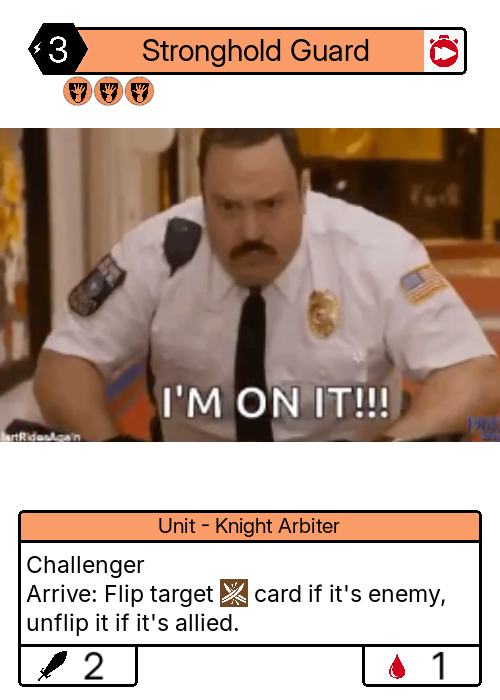 3
Stronghold Guard
I'M ON IT!!!
Unit - Knight Arbiter
Challenger
Arrive: Flip target card if it's enemy,
unflip it if it's allied.
2
1